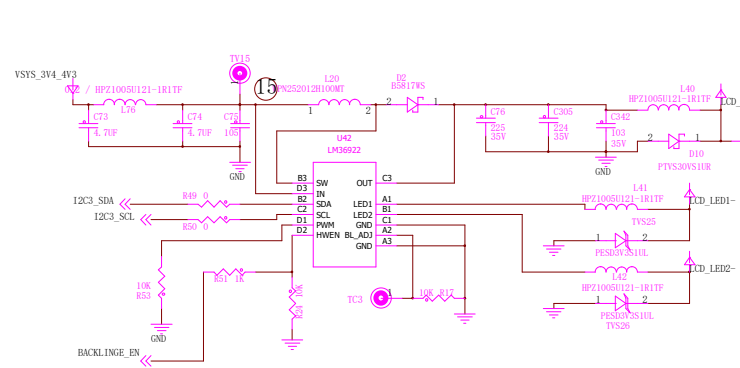 TV15
VSYS_3V4_4V3
15
L20
D2
B5817WS
HPZ1005U121-1R1TF
L76
L40
HPZ1005U121-1R1TF
LCD_
C73
4.7UF
C74
4.7UF
C75
105
1
2
2
1
C76
225
35V
C305
224
35V
C342
103
35V
2
1
D10
PTVS30VS1UR
GND
GND
U42
LM36922
B3
D3
B2
C2
D1
D2
SW
IN
SDA
SCL
PWM
HWEN
OUT
LED1
LED2
GND
BL_ADJ
GND
C3
A1
B1
C1
A2
A3
I2C3_SDA
R49 0
I2C3_SCL
R50 0
L41
HPZ1005U121-1R1TF
LCD_LED1-
TVS25
1
2
PESD3V3S1UL
10K
R53
R51 1K
R24 10K
TC3
1
10K R17
L42
HPZ1005U121-1R1TF
LCD_LED2-
1
2
PESD3V3S1UL
TVS26
GND
BACKLINGE_EN